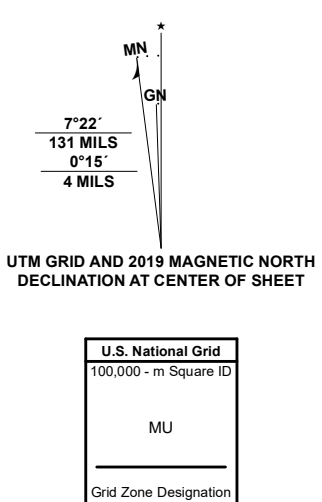 ★
MN
GN
7°22´
131 MILS
0°15´
4 MILS
UTM GRID AND 2019 MAGNETIC NORTH
DECLINATION AT CENTER OF SHEET
U.S. National Grid
100,000 - m Square ID
MU
Grid Zone Designation